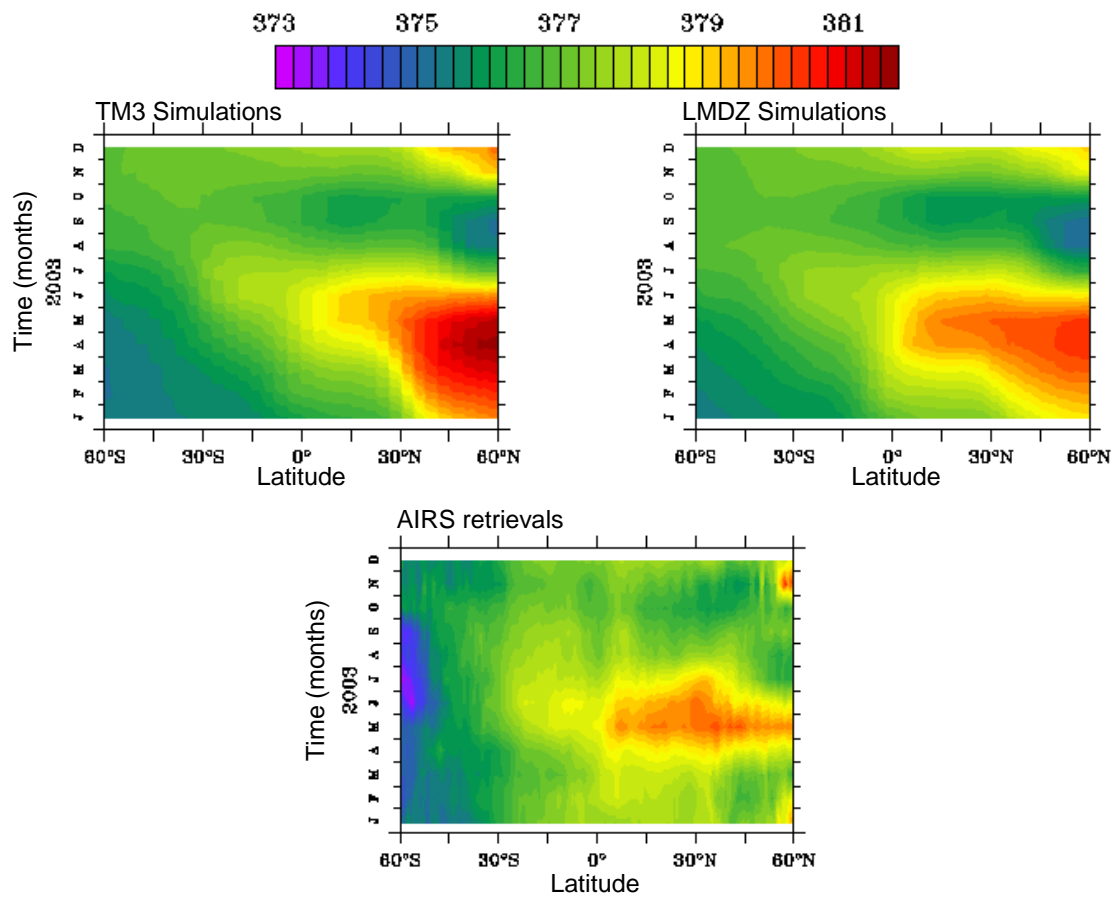 373 375 377 379 381
TM3 Simulations
LMDZ Simulations
Time (months)
2003
D
N
O
S
A
J
J
M
A
M
F
J
60°S 30°S 0° 30°N 60°N
Latitude
2003
D
N
O
S
A
J
J
M
A
M
F
J
60°S 30°S 0° 30°N 60°N
Latitude
AIRS retrievals
Time (months)
2003
D
N
O
S
A
J
J
M
A
M
F
J
60°S 30°S 0° 30°N 60°N
Latitude